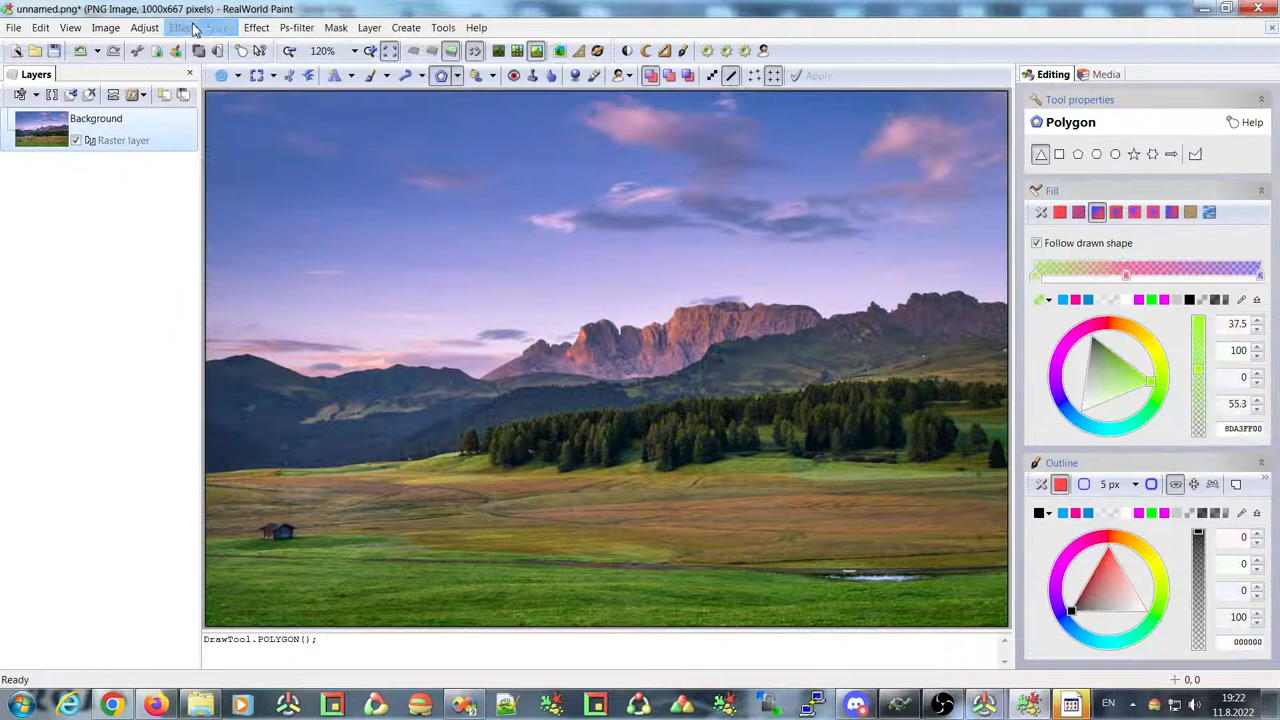 unnamed.png* (PNG Image, 1000x667 pixels) - RealWorld Paint
File Edit View Image Adjust Effect Effect Ps-filter Mask Layer Create Tools Help
120%
Layers
Apply
Editing Media
Background
Raster layer
Tool properties
Polygon Help
Fill
Follow drawn shape
37.5
100
0
55.3
8DA3FF00
Outline
5 px
0
0
0
100
000000
DrawTool.POLYGON();
Ready
0, 0
EN
19:22
11.8.2022